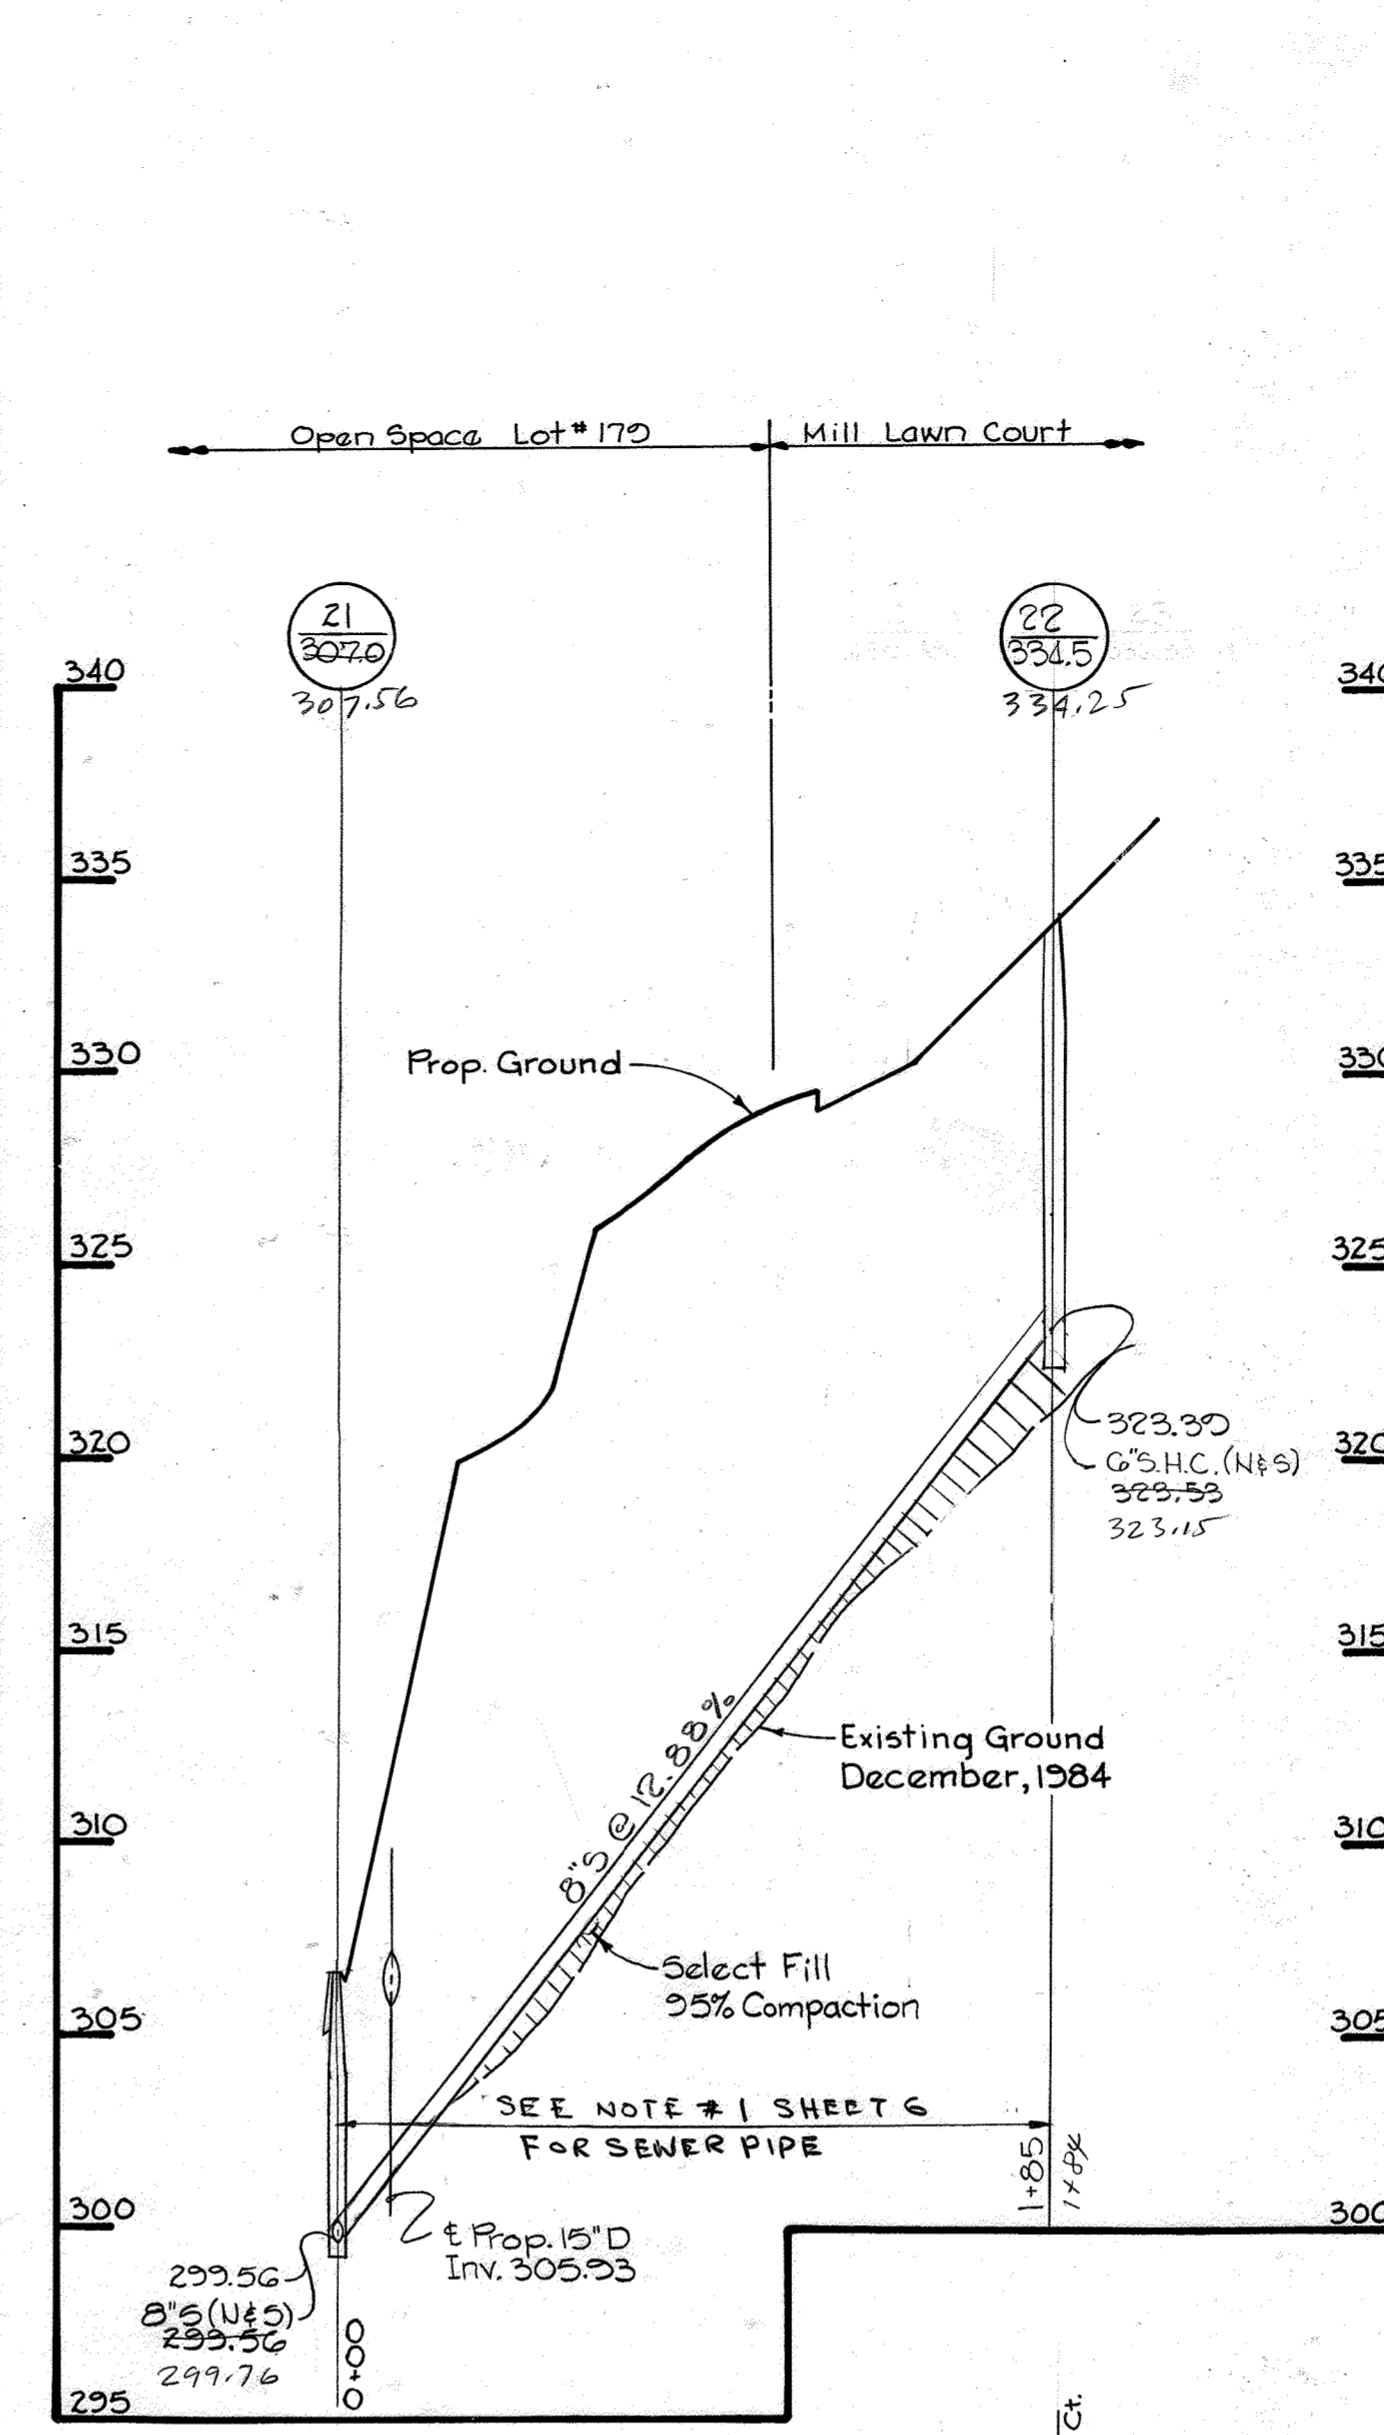 Open Space Lot #179
Mill Lawn Court
21
307.0
307.56
22
334.5
334.25
340
335
330
325
320
315
310
305
300
295
Prop. Ground
323.39
6"S.H.C.(N&S)
323.53
323.15
8"S @ 12.88%
Existing Ground
December, 1984
Select Fill
95% Compaction
SEE NOTE #1 SHEET 6
FOR SEWER PIPE
1+85
1+84
℄ Prop. 15"D
Inv. 305.93
299.56
8"S(N&S)
299.56
299.76
0+00
340
335
330
325
320
315
310
305
300
Ct.